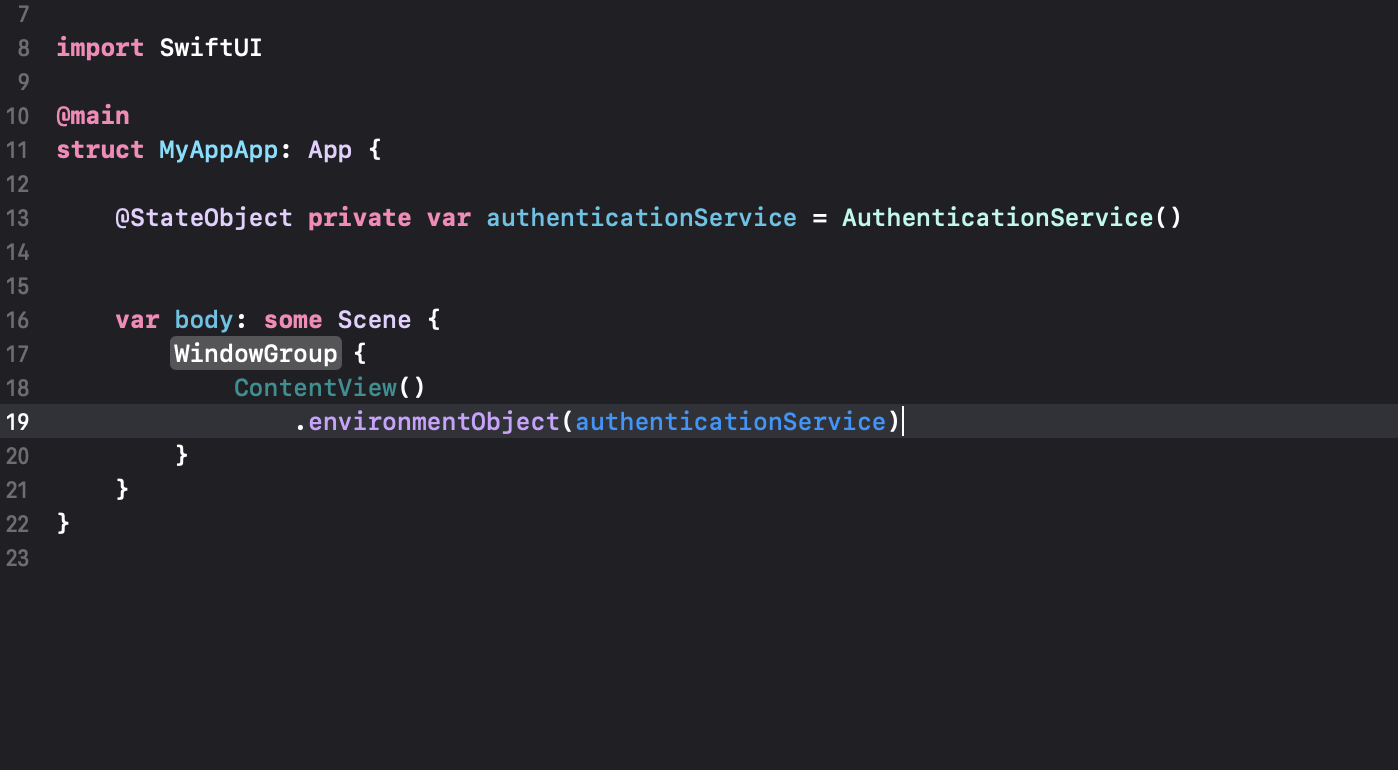 7
8 import SwiftUI
9
10 @main
11 struct MyAppApp: App {
12
13     @StateObject private var authenticationService = AuthenticationService()
14
15
16     var body: some Scene {
17         WindowGroup {
18             ContentView()
19                 .environmentObject(authenticationService)
20         }
21     }
22 }
23